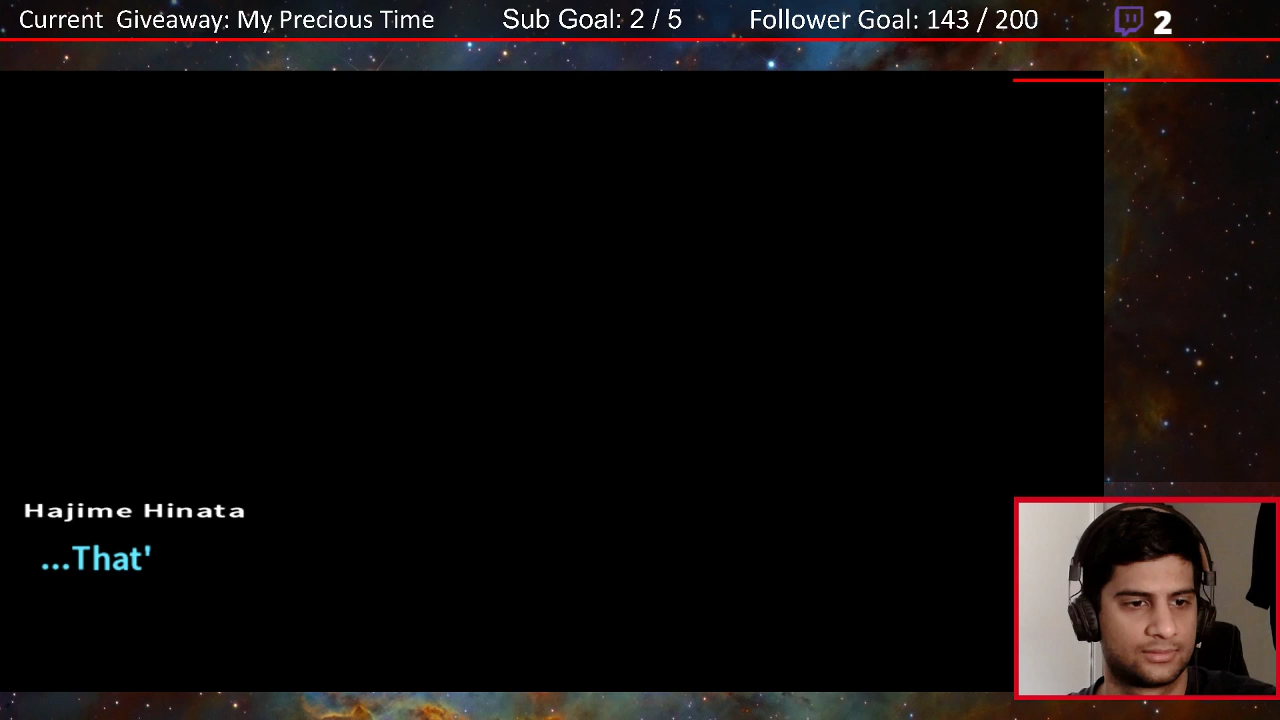 Current Giveaway: My Precious Time
Sub Goal: 2 / 5
Follower Goal: 143 / 200
2
Hajime Hinata
...That'